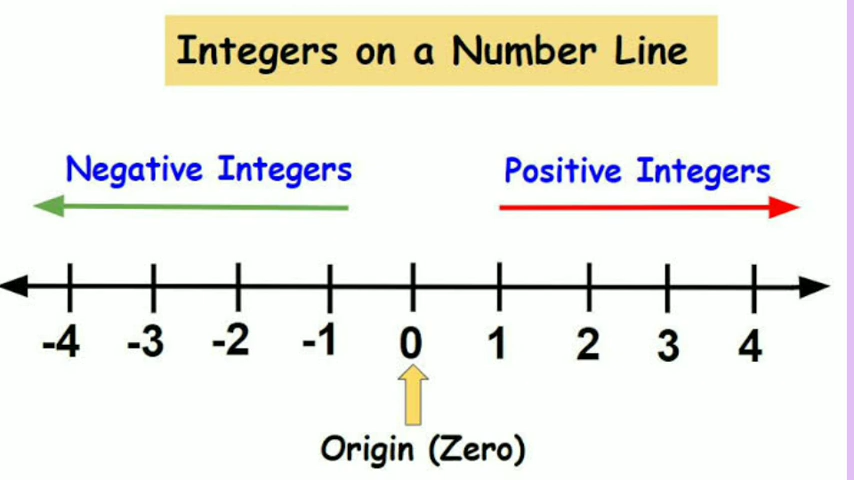 Integers on a Number Line
Negative Integers Positive Integers
-4 -3 -2 -1 0 1 2 3 4
Origin (Zero)